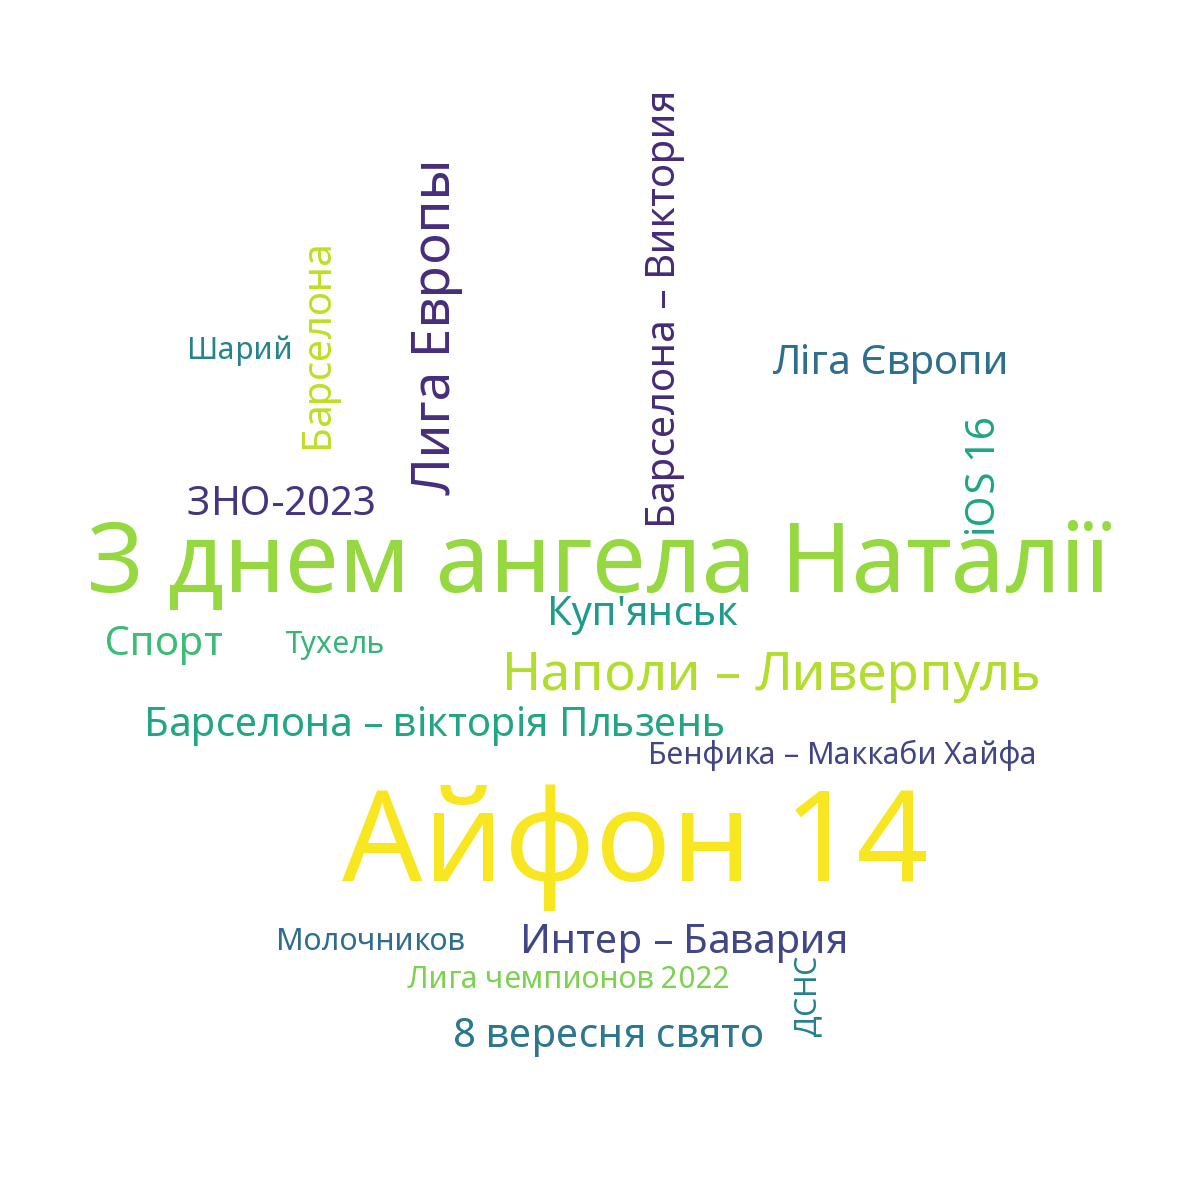 Барселона – Виктория
Лига Европы
Барселона
Шарий
Ліга Європи
iOS 16
ЗНО-2023
З днем ангела Наталії
Куп'янськ
Спорт
Тухель
Наполи – Ливерпуль
Барселона – вікторія Пльзень
Бенфика – Маккаби Хайфа
Айфон 14
Молочников
Интер – Бавария
Лига чемпионов 2022
ДСНС
8 вересня свято